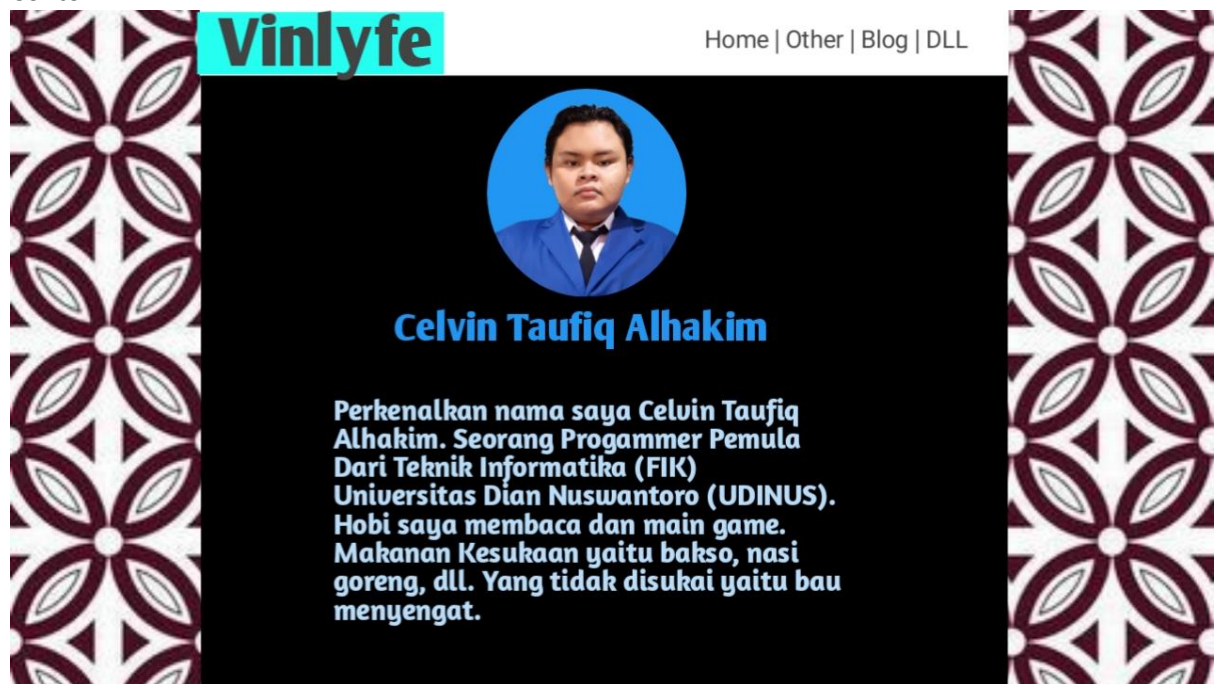 Vinlyfe
Home | Other | Blog | DLL
Celvin Taufiq Alhakim
Perkenalkan nama saya Celvin Taufiq
Alhakim. Seorang Progammer Pemula
Dari Teknik Informatika (FIK)
Universitas Dian Nuswantoro (UDINUS).
Hobi saya membaca dan main game.
Makanan Kesukaan yaitu bakso, nasi
goreng, dll. Yang tidak disukai yaitu bau
menyengat.